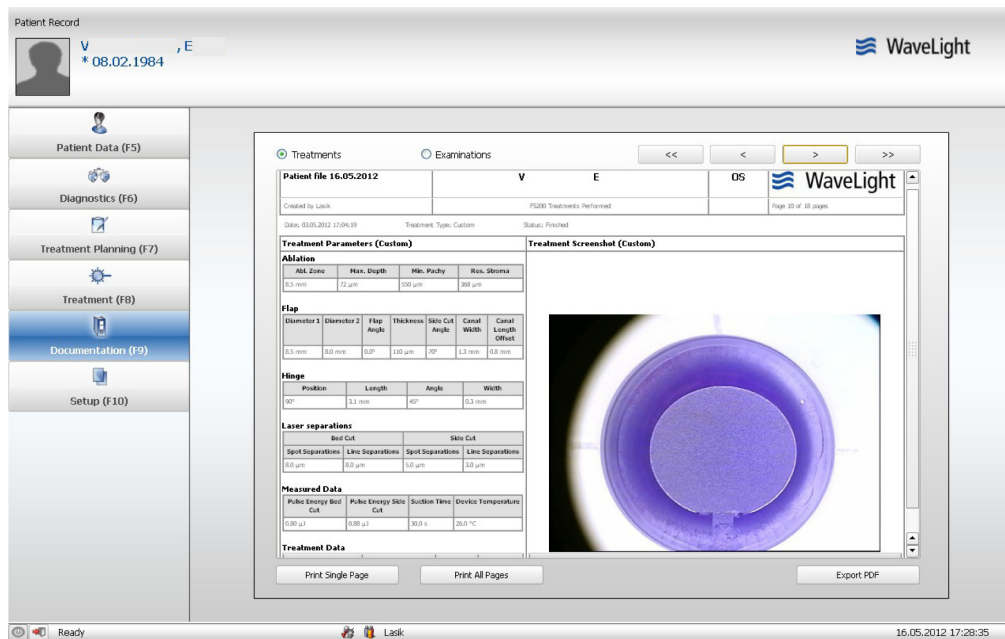 Patient Record
V , E
* 08.02.1984
WaveLight
Patient Data (F5)
Diagnostics (F6)
Treatment Planning (F7)
Treatment (F8)
Documentation (F9)
Setup (F10)
Treatments Examinations << < > >>
Patient file 16.05.2012 V E OS WaveLight
Created by Lasik FS200 Treatments Performed Page 10 of 18 pages
Date: 03.05.2012 17:04:19 Treatment Type: Custom Status: Finished
Treatment Parameters (Custom) Treatment Screenshot (Custom)
Ablation
Abl. Zone Max. Depth Min. Pachy Res. Stroma
8.5 mm 72 µm 550 µm 368 µm
Flap
Diameter 1 Diameter 2 Flap Angle Thickness Side Cut Angle Canal Width Canal Length Offset
8.5 mm 8.0 mm 0.0° 110 µm 70° 1.3 mm 0.8 mm
Hinge
Position Length Angle Width
90° 3.1 mm 45° 0.3 mm
Laser separations
Bed Cut Side Cut
Spot Separations Line Separations Spot Separations Line Separations
8.0 µm 8.0 µm 5.0 µm 3.0 µm
Measured Data
Pulse Energy Bed Cut Pulse Energy Side Cut Suction Time Device Temperature
0.80 µJ 0.80 µJ 30.0 s 26.0 °C
Treatment Data
Print Single Page Print All Pages Export PDF
Ready Lasik 16.05.2012 17:28:35